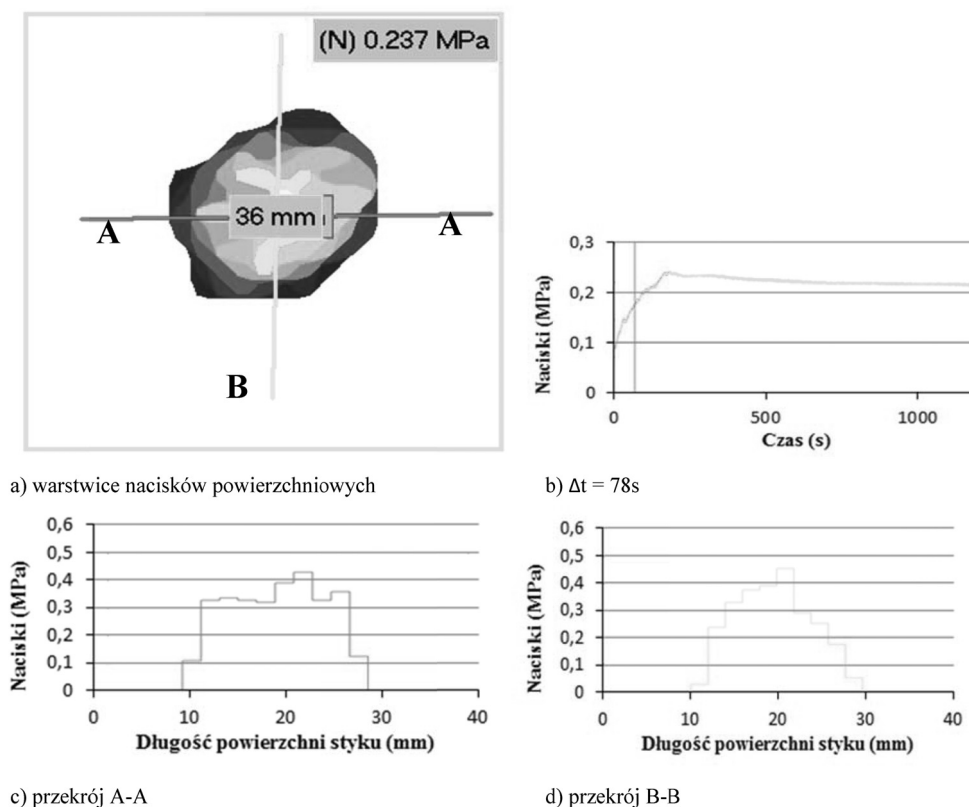 (N) 0.237 MPa
36 mm
A
A
B
0,3
0,2
0,1
0
Naciski (MPa)
0
500
1000
Czas (s)
a) warstwice nacisków powierzchniowych
b) Δt = 78s
0,6
0,5
0,4
0,3
0,2
0,1
0
Naciski (MPa)
0
10
20
30
40
Długość powierzchni styku (mm)
0,6
0,5
0,4
0,3
0,2
0,1
0
Naciski (MPa)
0
10
20
30
40
Długość powierzchni styku (mm)
c) przekrój A-A
d) przekrój B-B